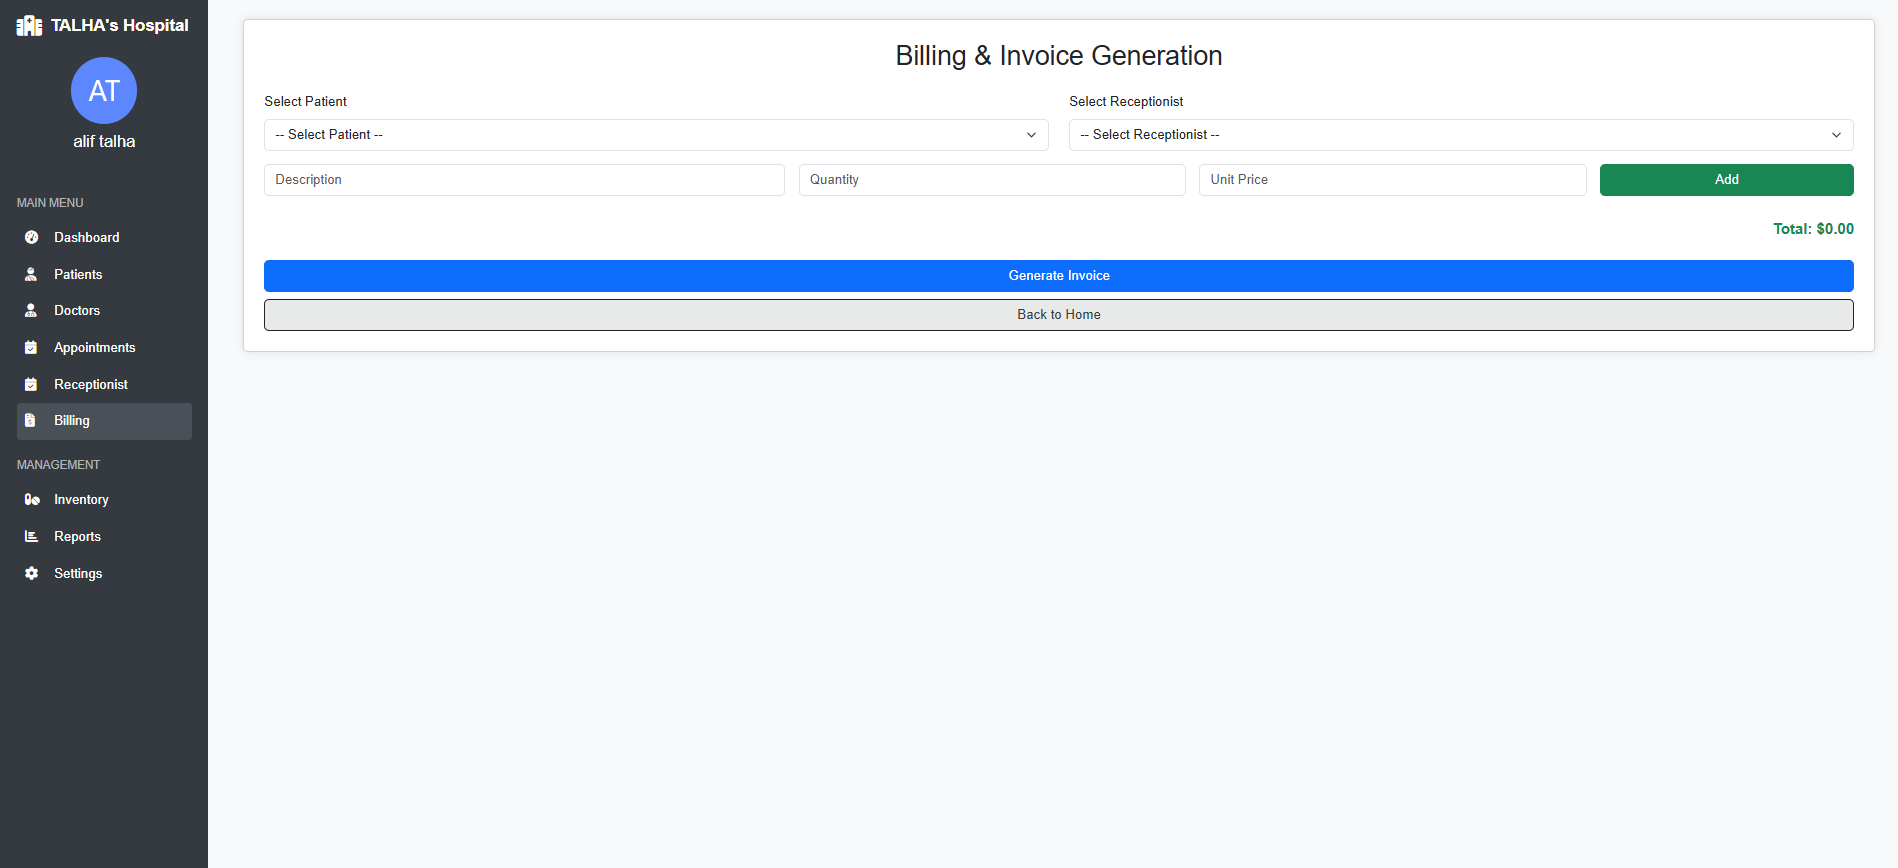 TALHA's Hospital
AT
alif talha
MAIN MENU
Dashboard
Patients
Doctors
Appointments
Receptionist
Billing
MANAGEMENT
Inventory
Reports
Settings
Billing & Invoice Generation
Select Patient
Select Receptionist
-- Select Patient --
-- Select Receptionist --
Description
Quantity
Unit Price
Add
Total: $0.00
Generate Invoice
Back to Home